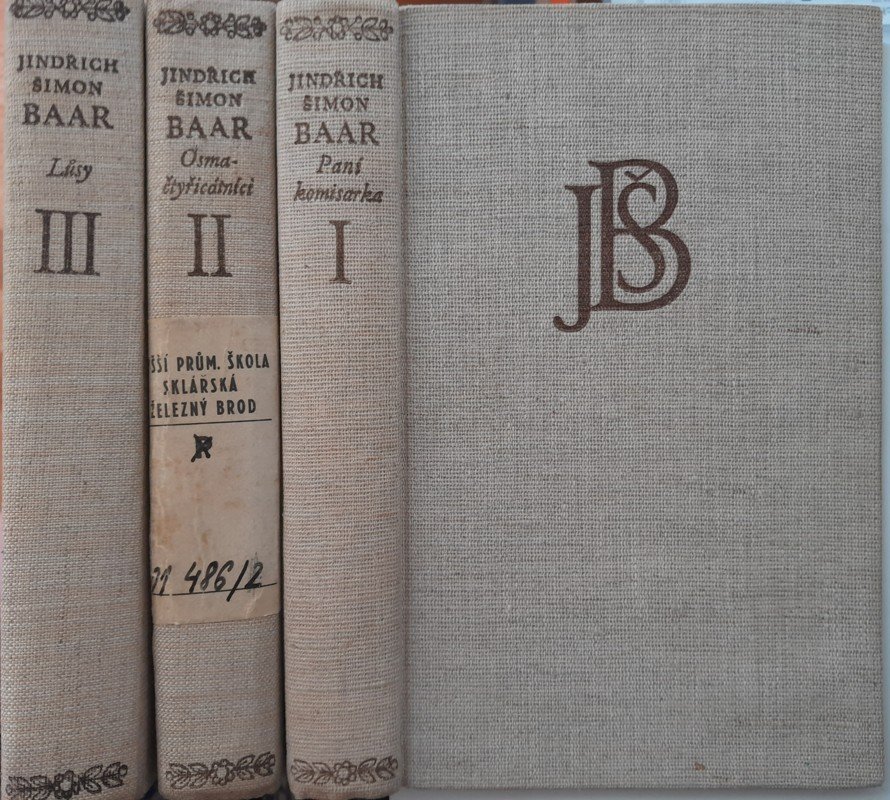 JINDŘICH
ŠIMON
BAAR
Lůsy
III
JINDŘICH
ŠIMON
BAAR
Osma-
čtyřicátníci
II
ŠŠÍ PRŮM. ŠKOLA
SKLÁŘSKÁ
ŽELEZNÝ BROD
R
486/2
JINDŘICH
ŠIMON
BAAR
Paní
komisarka
I
JŠB